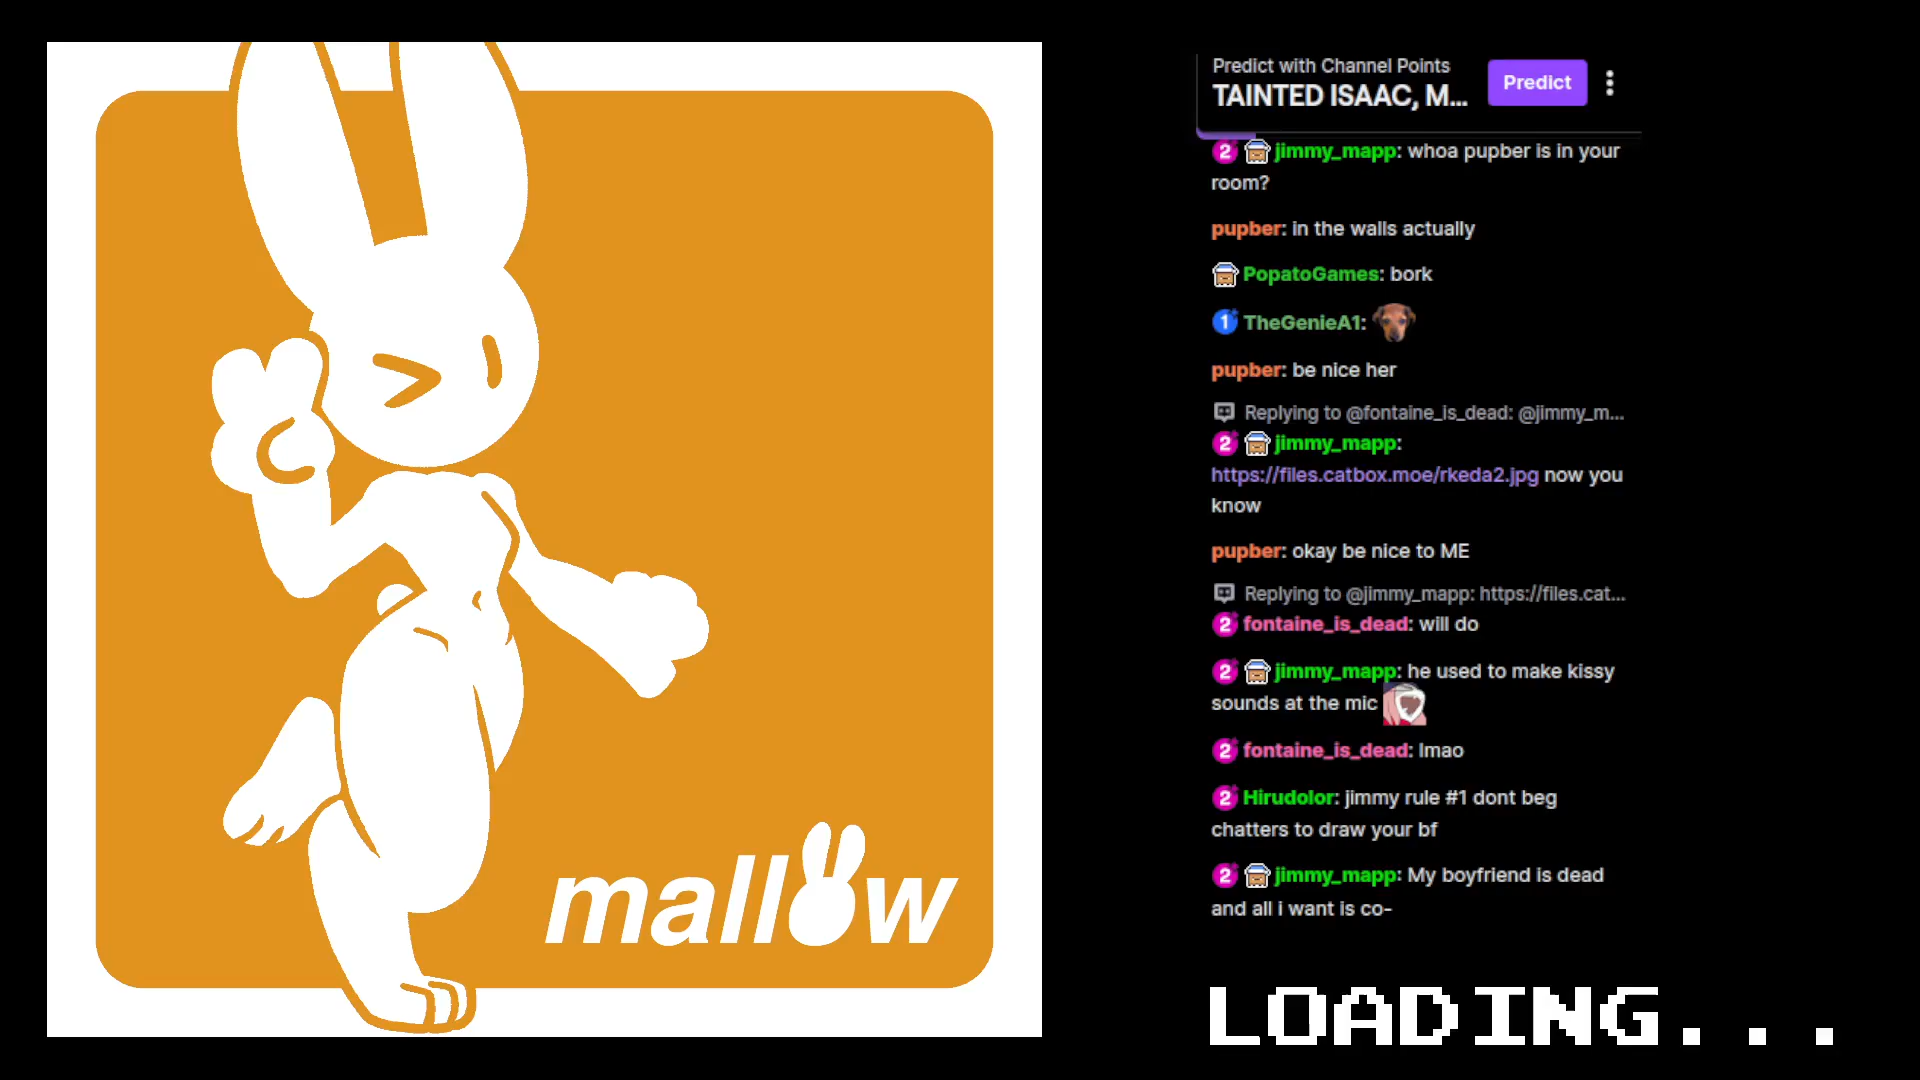 mallow
Predict with Channel Points
TAINTED ISAAC, M...
Predict
2 jimmy_mapp: whoa pupber is in your
room?
pupber: in the walls actually
PopatoGames: bork
1 TheGenieA1:
pupber: be nice her
Replying to @fontaine_is_dead: @jimmy_m...
2 jimmy_mapp:
https://files.catbox.moe/rkeda2.jpg now you
know
pupber: okay be nice to ME
Replying to @jimmy_mapp: https://files.cat...
2 fontaine_is_dead: will do
2 jimmy_mapp: he used to make kissy
sounds at the mic
2 fontaine_is_dead: lmao
2 Hirudolor: jimmy rule #1 dont beg
chatters to draw your bf
2 jimmy_mapp: My boyfriend is dead
and all i want is co-
LOADING...